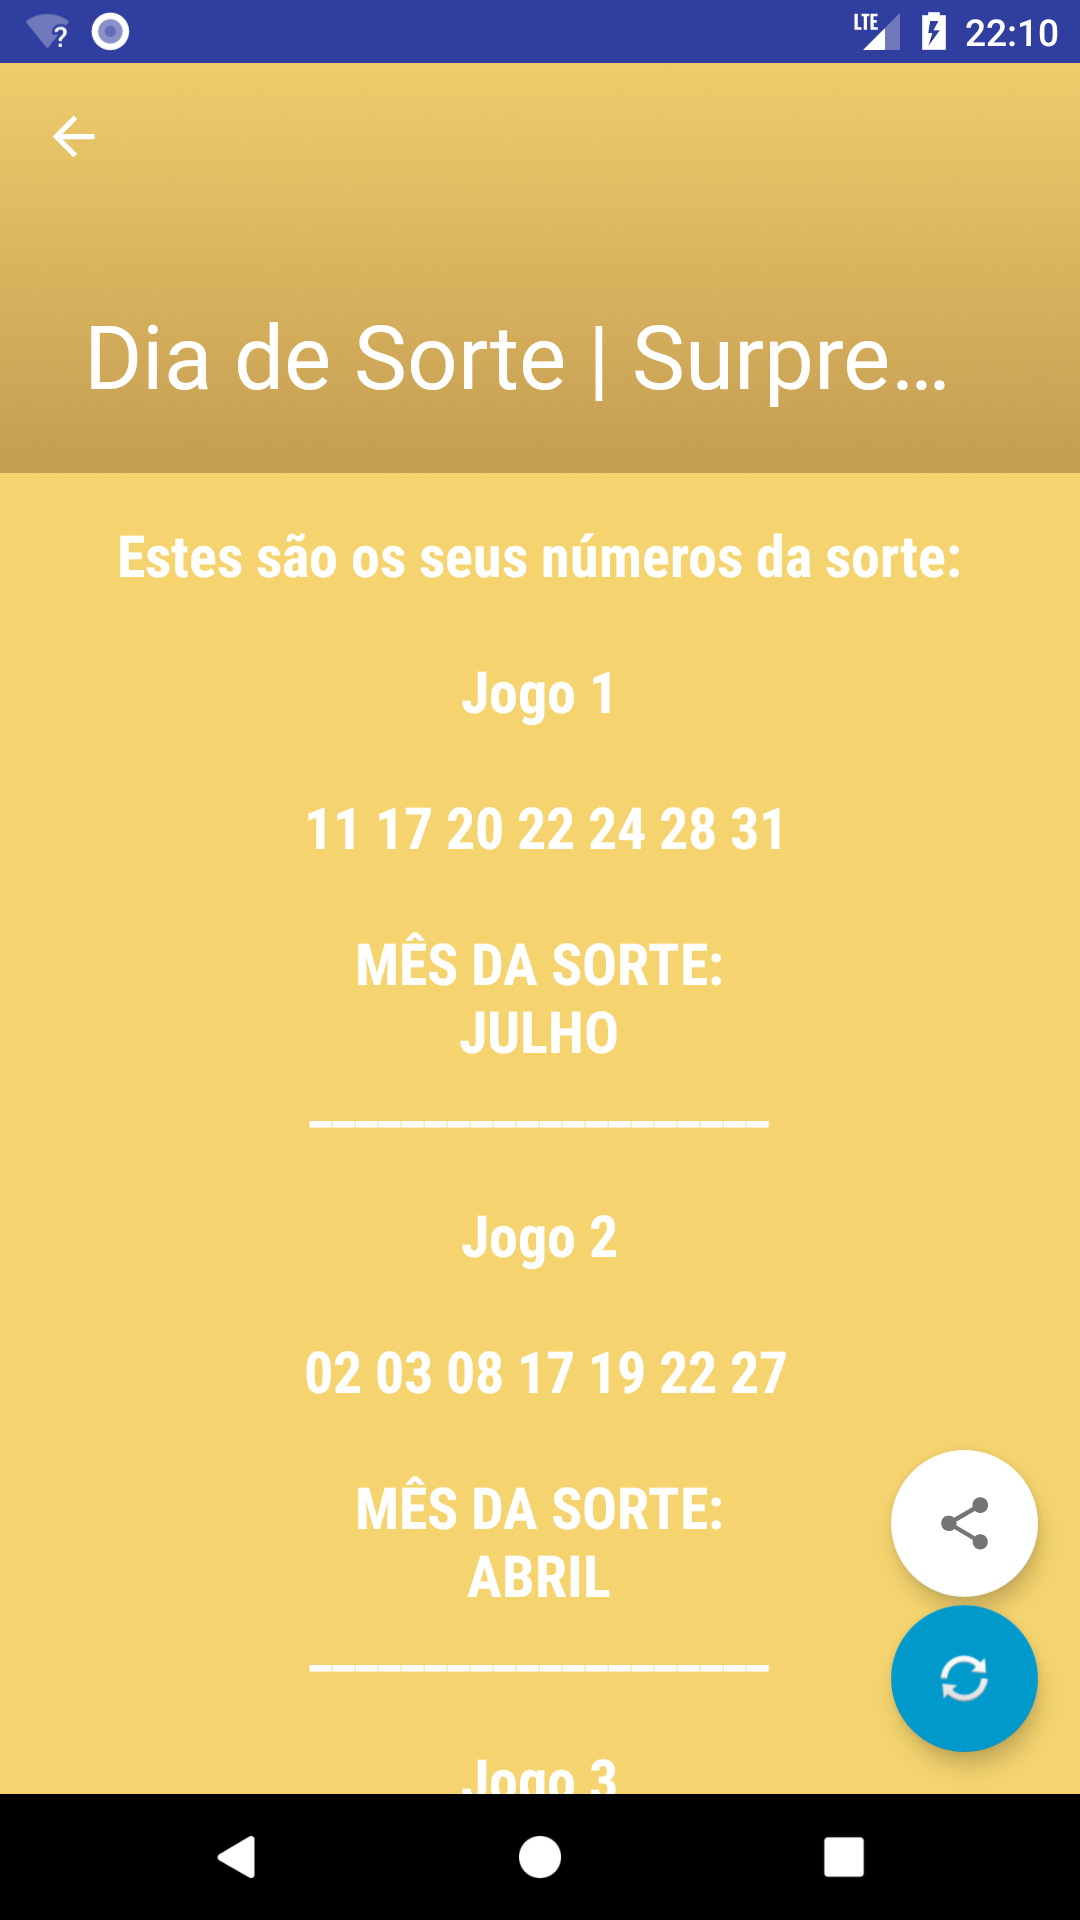 LTE 22:10
Dia de Sorte | Surpre...
Estes são os seus números da sorte:
Jogo 1
11 17 20 22 24 28 31
MÊS DA SORTE:
JULHO
____________________
Jogo 2
02 03 08 17 19 22 27
MÊS DA SORTE:
ABRIL
____________________
Jogo 3